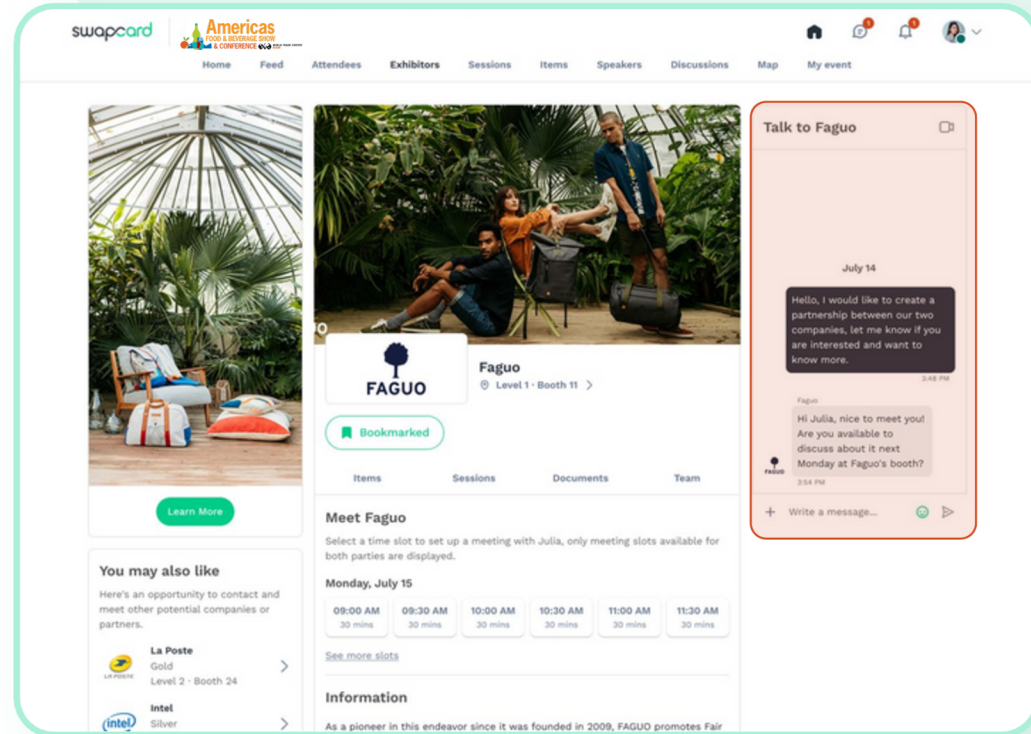 swapcard
Americas
FOOD & BEVERAGE SHOW
& CONFERENCE
Home Feed Attendees Exhibitors Sessions Items Speakers Discussions Map My event
Learn More
You may also like
Here's an opportunity to contact and
meet other potential companies or
partners.
LA POSTE
La Poste
Gold
Level 2 · Booth 24
intel
Intel
Silver
FAGUO
Faguo
Level 1 · Booth 11
Bookmarked
Items Sessions Documents Team
Meet Faguo
Select a time slot to set up a meeting with Julia, only meeting slots available for
both parties are displayed.
Monday, July 15
09:00 AM 09:30 AM 10:00 AM 10:30 AM 11:00 AM 11:30 AM
30 mins 30 mins 30 mins 30 mins 30 mins 30 mins
See more slots
Information
As a pioneer in this endeavor since it was founded in 2009, FAGUO promotes Fair
Talk to Faguo
July 14
Hello, I would like to create a
partnership between our two
companies, let me know if you
are interested and want to
know more.
3:48 PM
Faguo
Hi Julia, nice to meet you!
Are you available to
discuss about it next
Monday at Faguo's booth?
FAGUO
3:54 PM
Write a message...